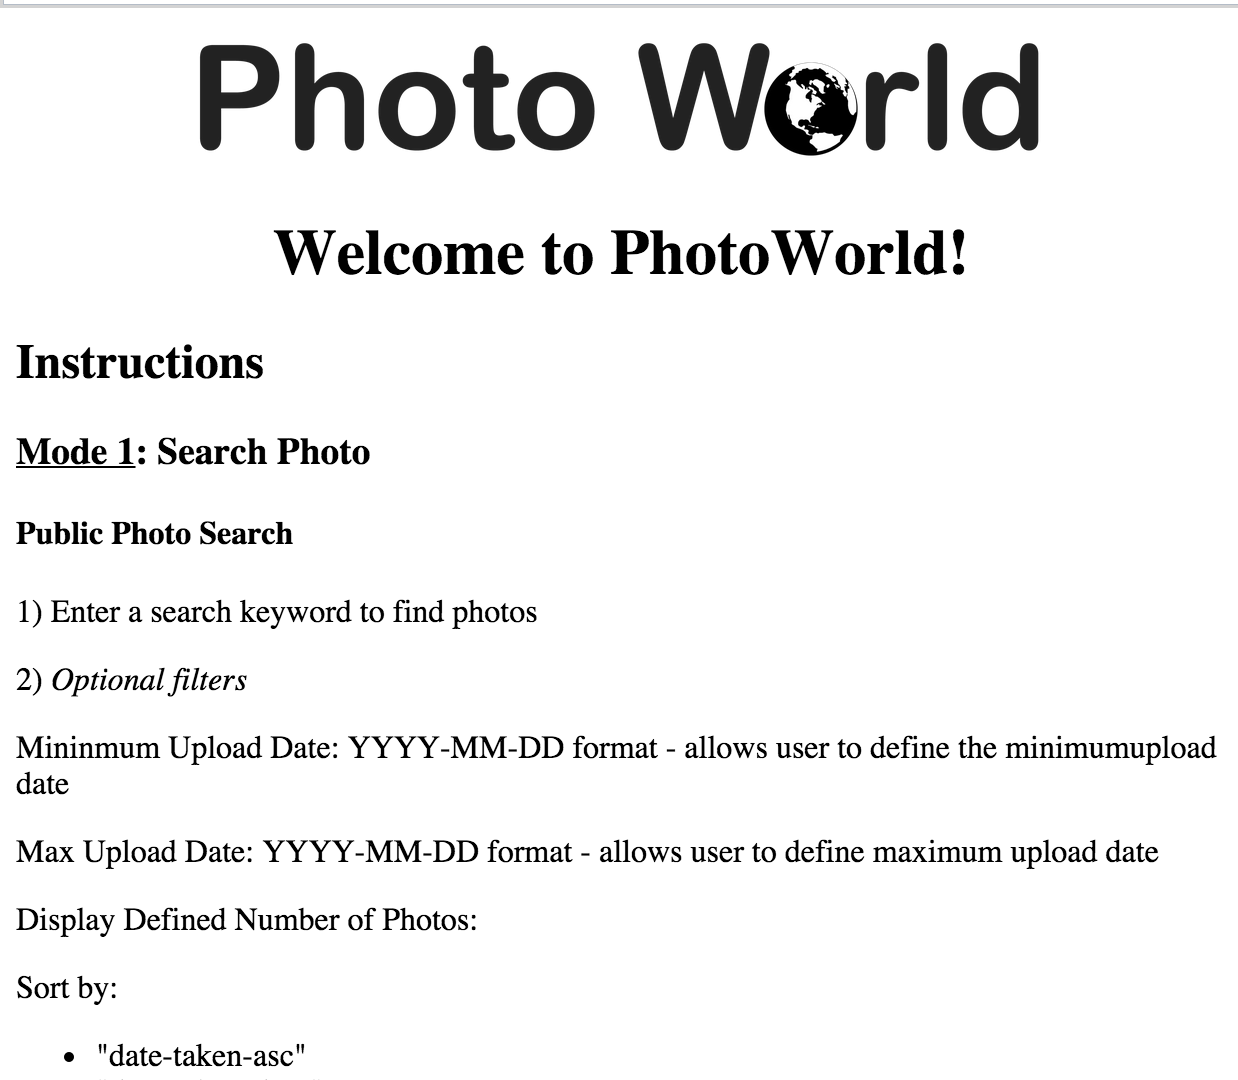 Photo World
Welcome to PhotoWorld!
Instructions
Mode 1: Search Photo
Public Photo Search
1) Enter a search keyword to find photos
2) Optional filters
Mininmum Upload Date: YYYY-MM-DD format - allows user to define the minimumupload
date
Max Upload Date: YYYY-MM-DD format - allows user to define maximum upload date
Display Defined Number of Photos:
Sort by:
• "date-taken-asc"